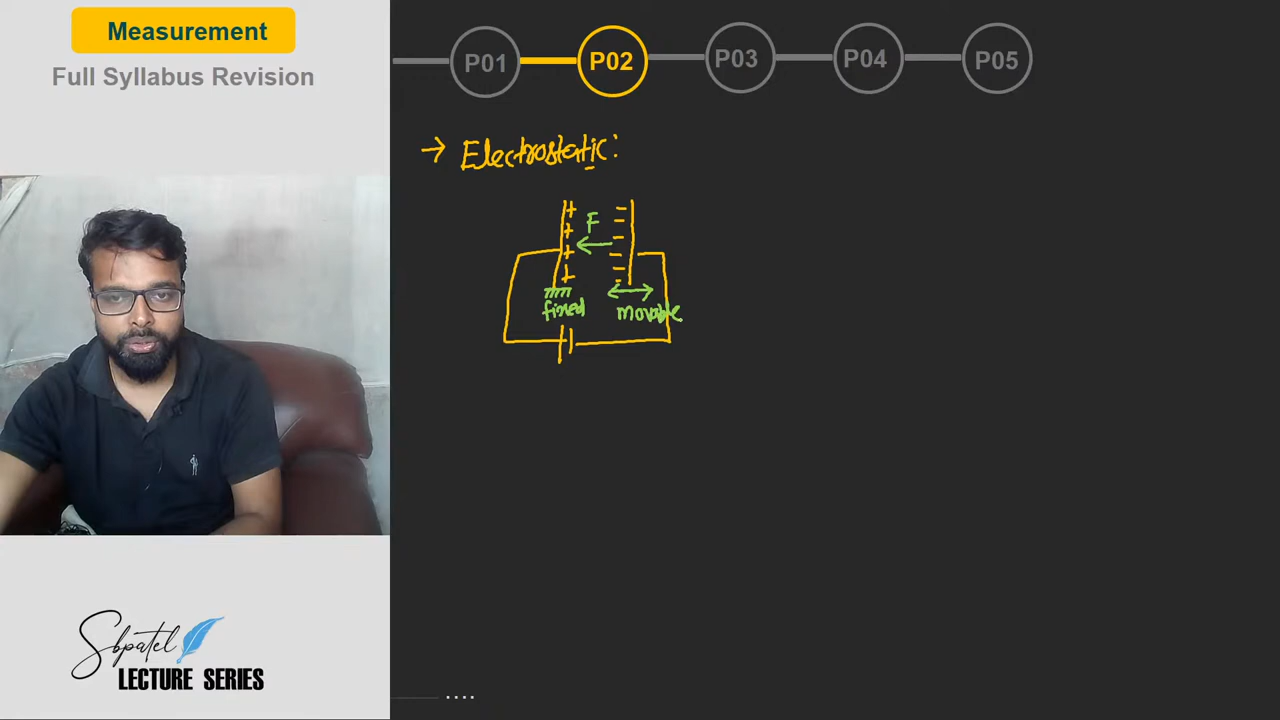 Measurement
Full Syllabus Revision
P01 P02 P03 P04 P05
→ Electrostatic:
+ F −
+ −
+ −
+ −
fixed movable
Sbpatel
LECTURE SERIES
....